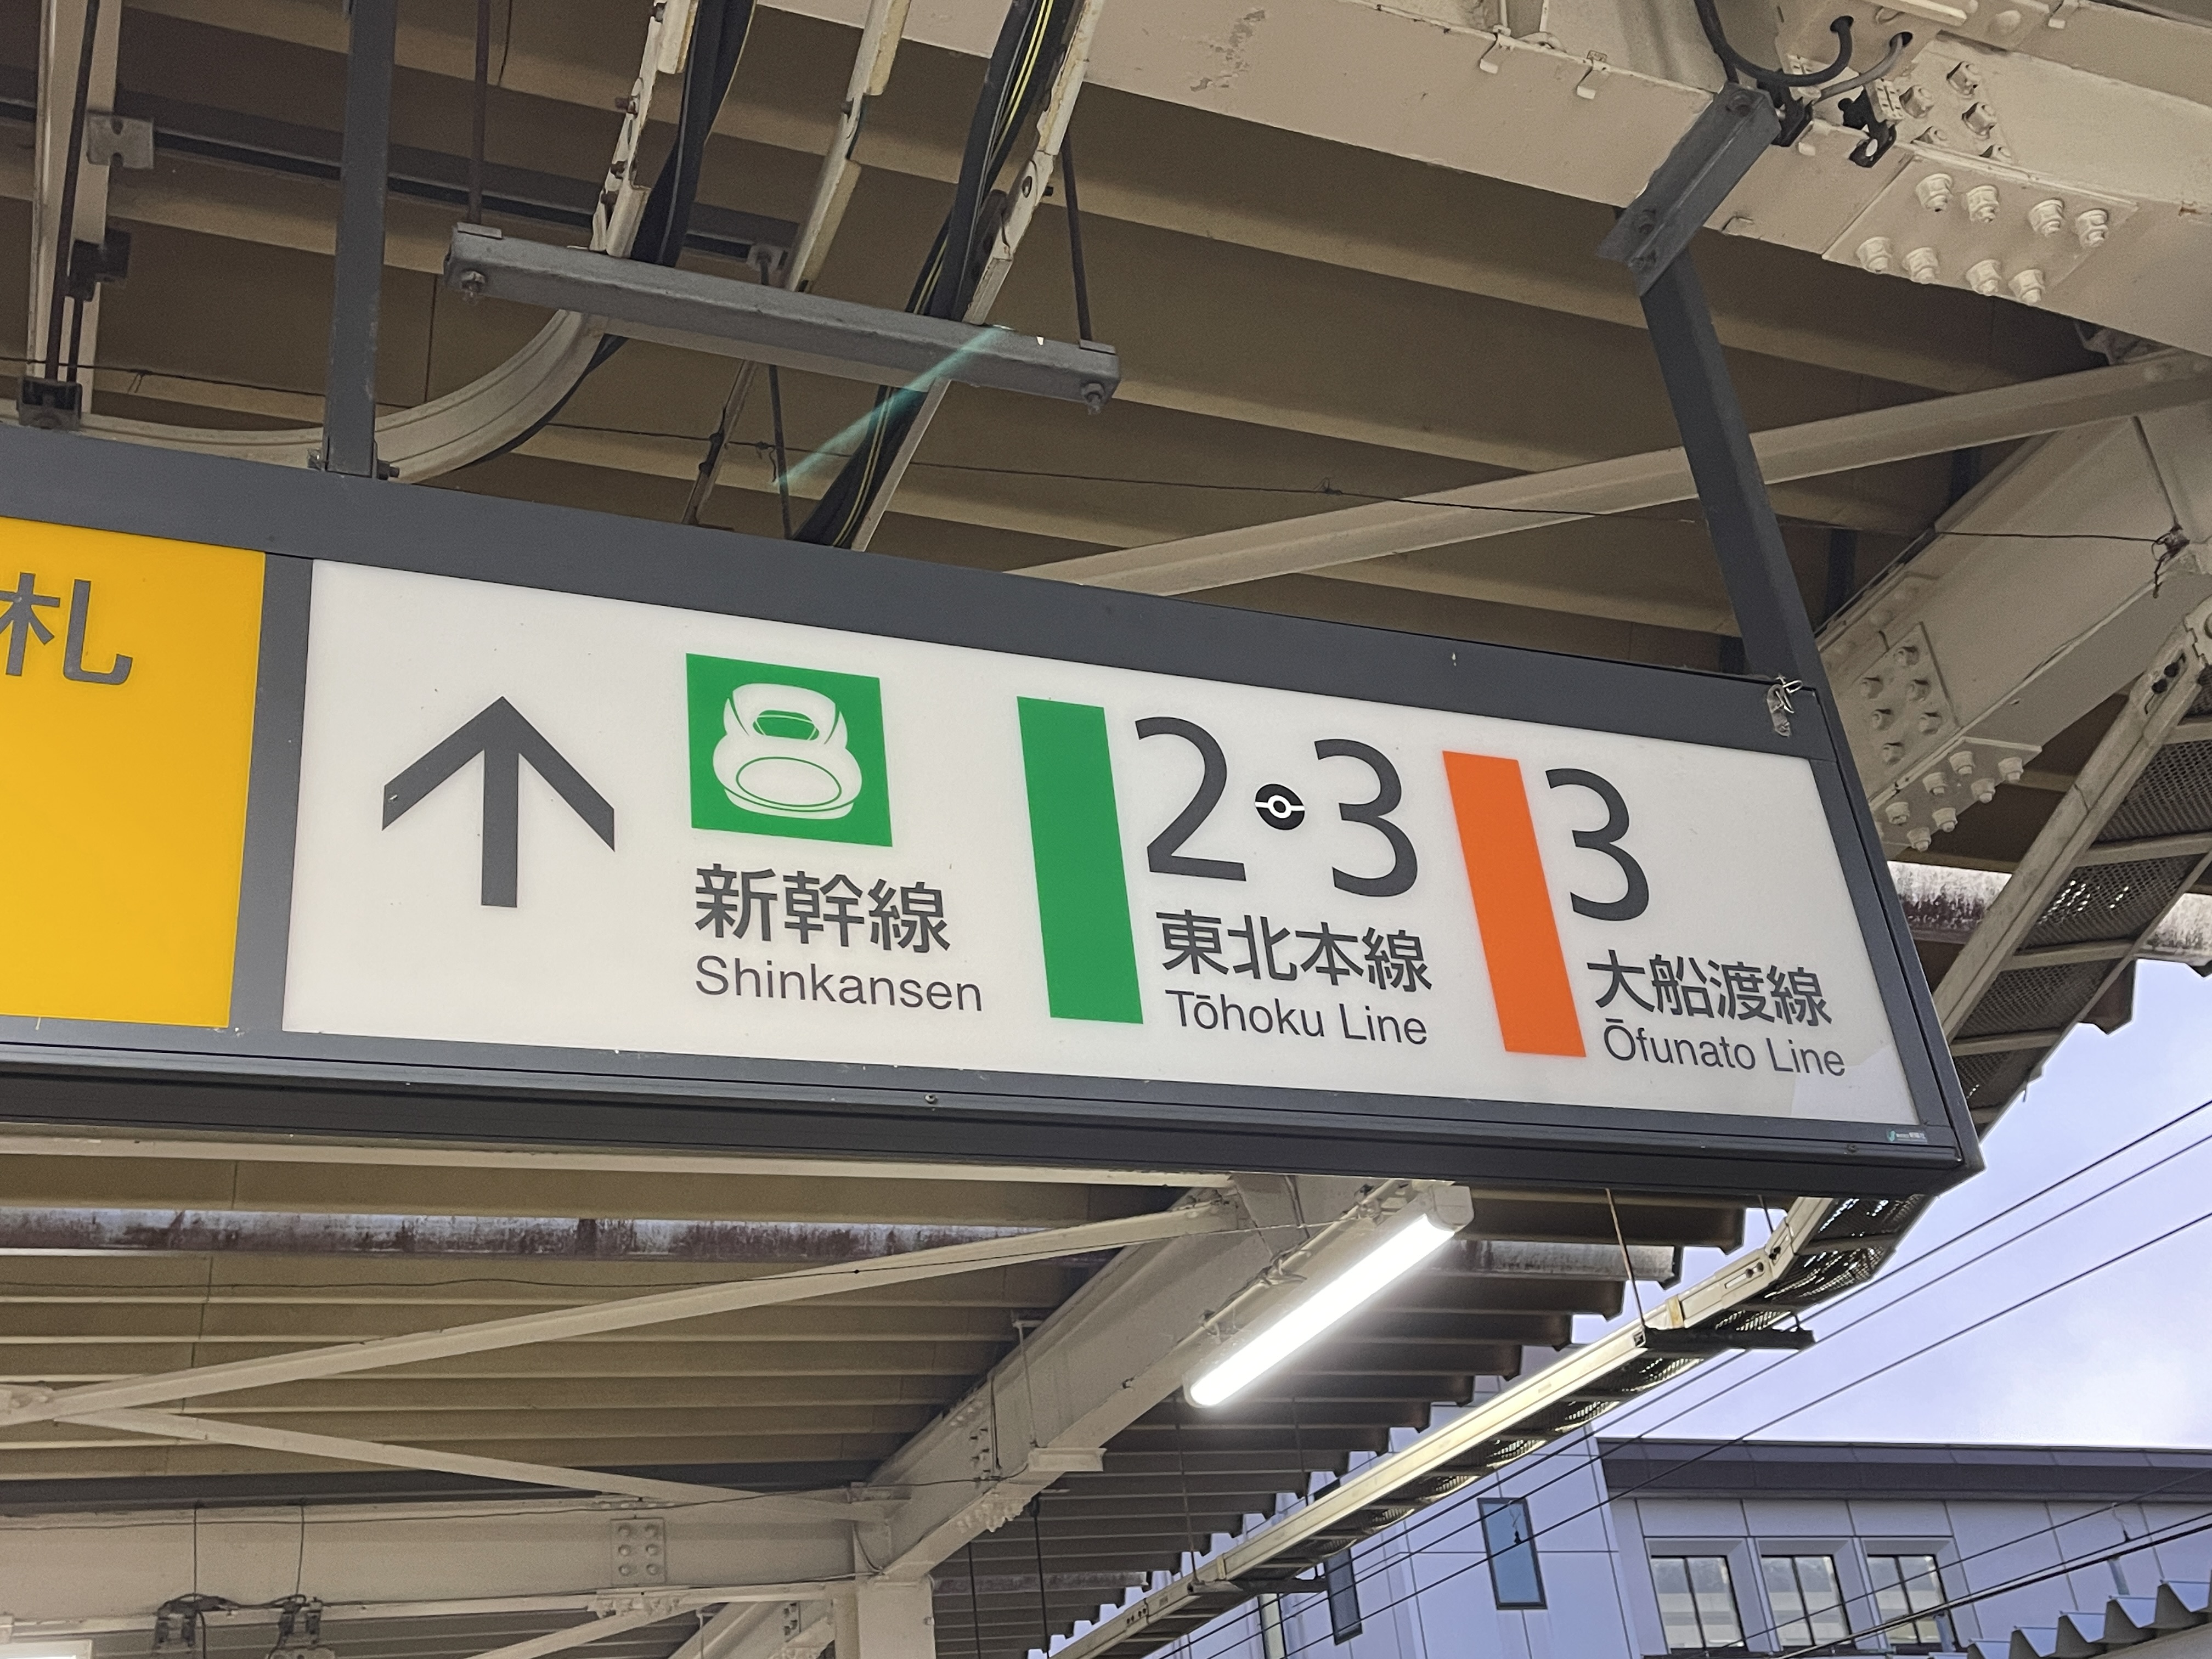 札
新幹線
Shinkansen
2・3
東北本線
Tōhoku Line
3
大船渡線
Ōfunato Line